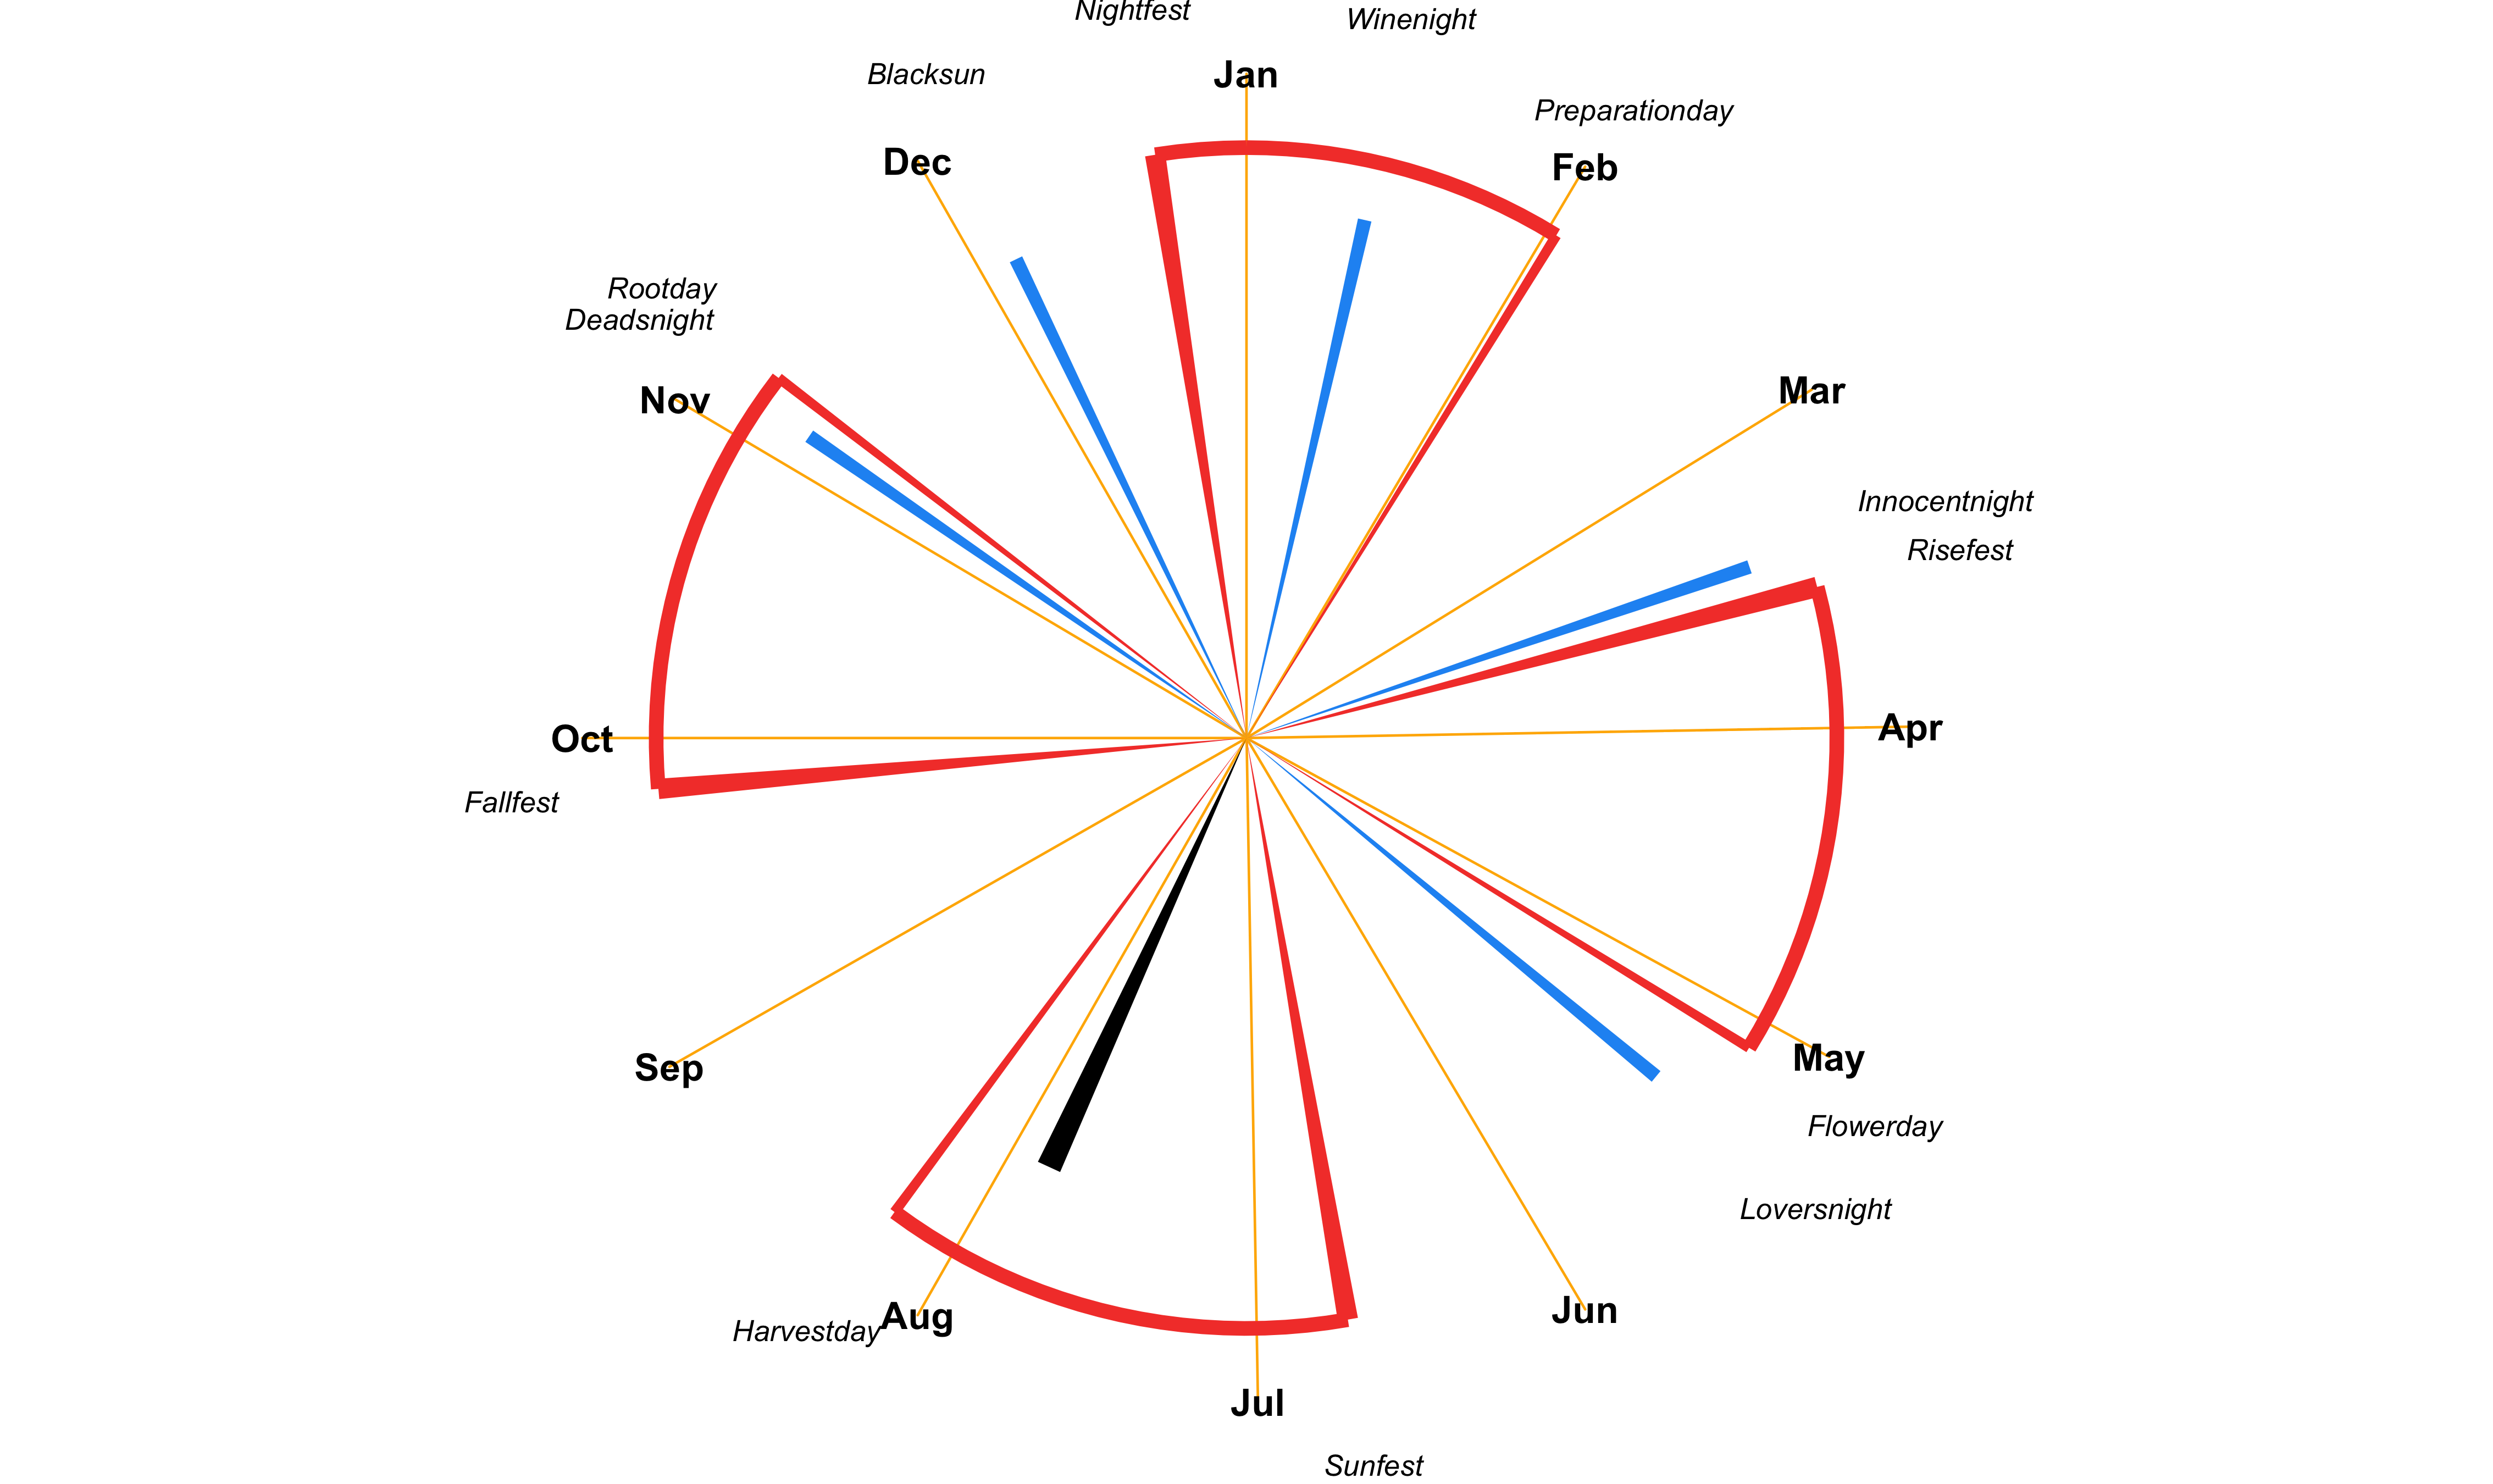 Nightfest
Winenight
Blacksun
Jan
Preparationday
Dec
Feb
Rootday
Deadsnight
Nov
Mar
Innocentnight
Risefest
Oct
Apr
Fallfest
Sep
May
Flowerday
Loversnight
Harvestday
Aug
Jun
Jul
Sunfest